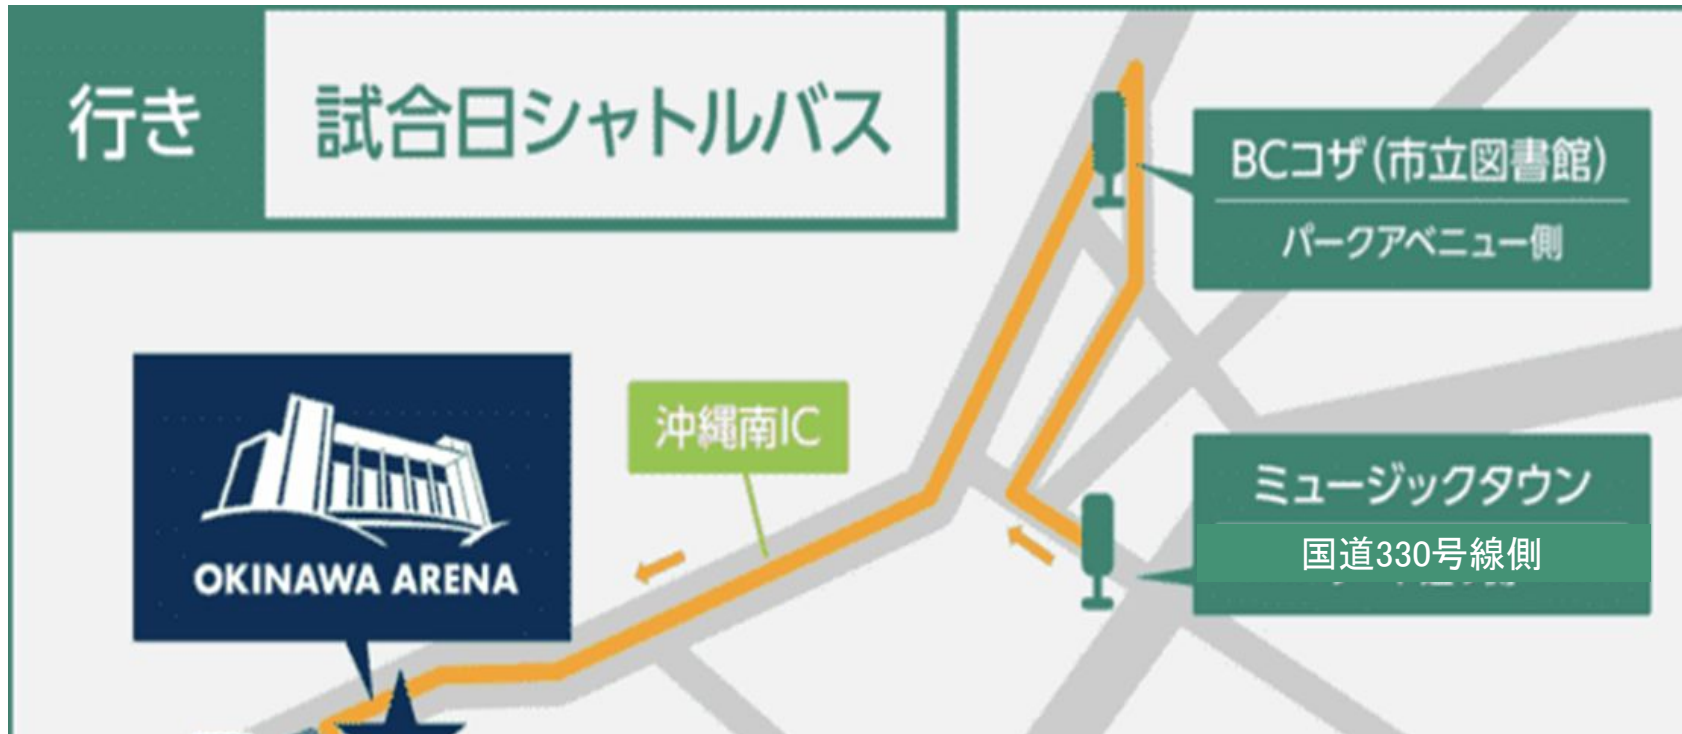 行き
試合日シャトルバス
BCコザ(市立図書館)
パークアベニュー側
沖縄南IC
OKINAWA ARENA
ミュージックタウン
国道330号線側